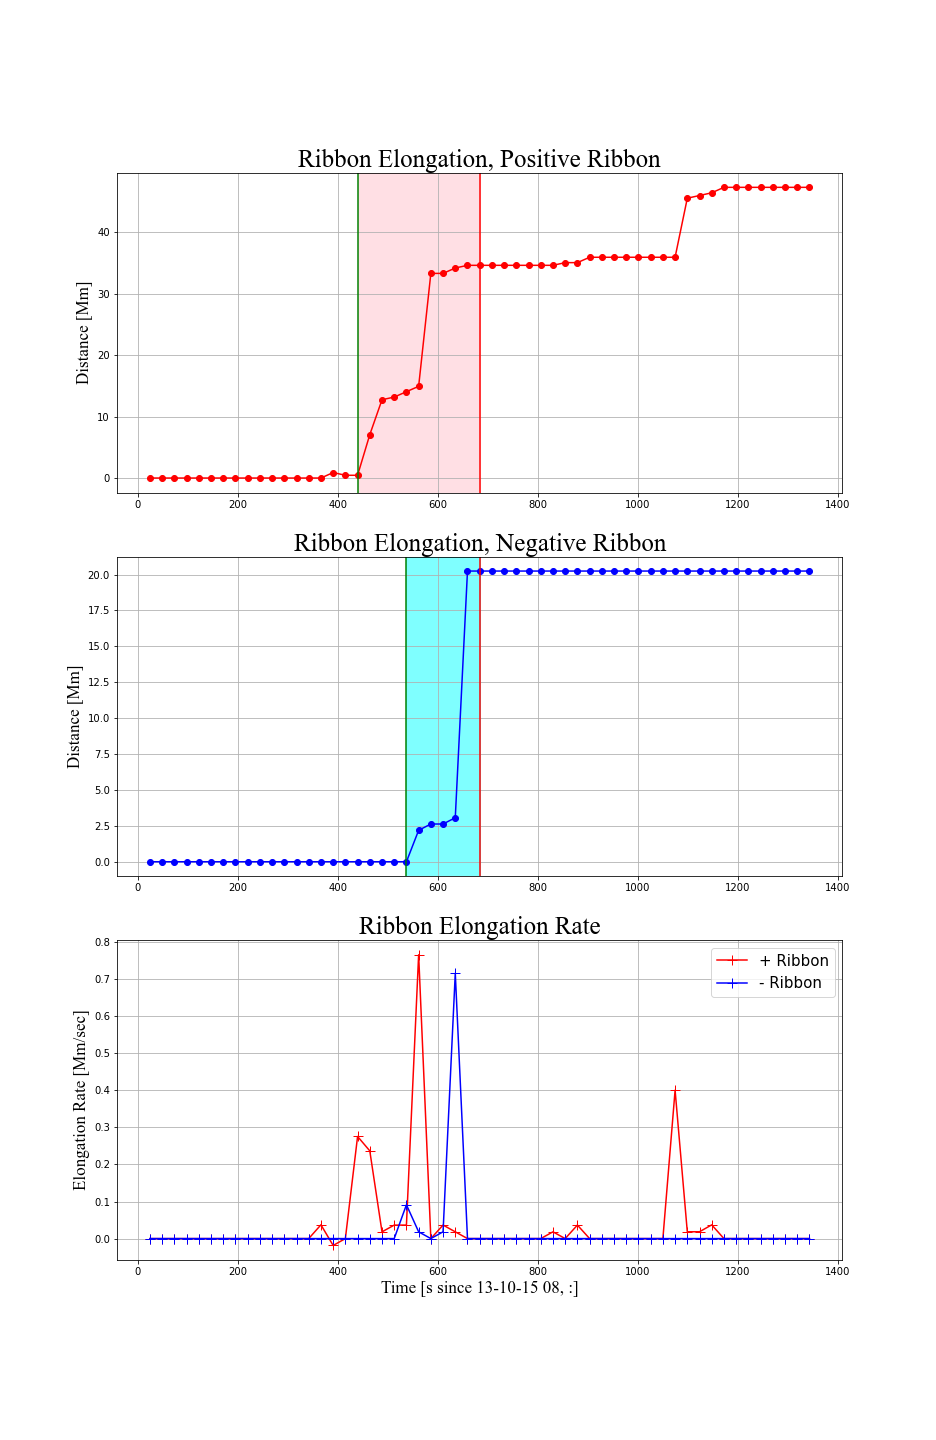 Ribbon Elongation, Positive Ribbon
40
30
20
10
0
Distance [Mm]
0 200 400 600 800 1000 1200 1400
Ribbon Elongation, Negative Ribbon
20.0
17.5
15.0
12.5
10.0
7.5
5.0
2.5
0.0
Distance [Mm]
0 200 400 600 800 1000 1200 1400
Ribbon Elongation Rate
0.8
0.7
0.6
0.5
0.4
0.3
0.2
0.1
0.0
Elongation Rate [Mm/sec]
+ Ribbon
- Ribbon
0 200 400 600 800 1000 1200 1400
Time [s since 13-10-15 08, :]